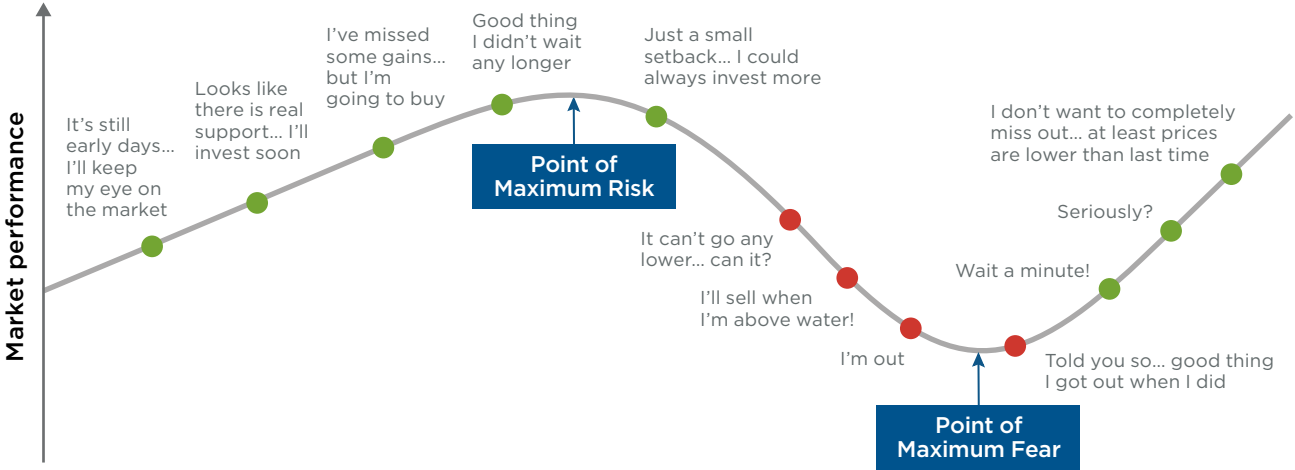 Market performance
It’s still
early days...
I’ll keep
my eye on
the market
Looks like
there is real
support... I’ll
invest soon
I’ve missed
some gains...
but I’m
going to buy
Good thing
I didn’t wait
any longer
Point of
Maximum Risk
Just a small
setback... I could
always invest more
It can’t go any
lower... can it?
I’ll sell when
I’m above water!
I’m out
Point of
Maximum Fear
Told you so... good thing
I got out when I did
Wait a minute!
Seriously?
I don’t want to completely
miss out... at least prices
are lower than last time